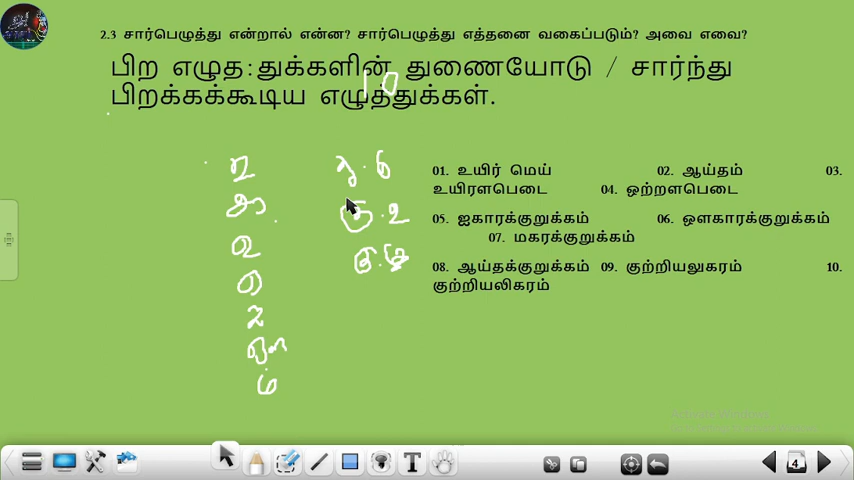 2.3 சார்பெழுத்து என்றால் என்ன? சார்பெழுத்து எத்தனை வகைப்படும்? அவை எவை?
பிற எழுத:துக்களின் துணையோடு / சார்ந்து
பிறக்கக்கூடிய எழுத்துக்கள்.
10
01. உயிர் மெய் 02. ஆய்தம் 03.
உயிரளபெடை 04. ஒற்றளபெடை
05. ஐகாரக்குறுக்கம் 06. ஔகாரக்குறுக்கம்
07. மகரக்குறுக்கம்
08. ஆய்தக்குறுக்கம் 09. குற்றியலுகரம் 10.
குற்றியலிகரம்
4